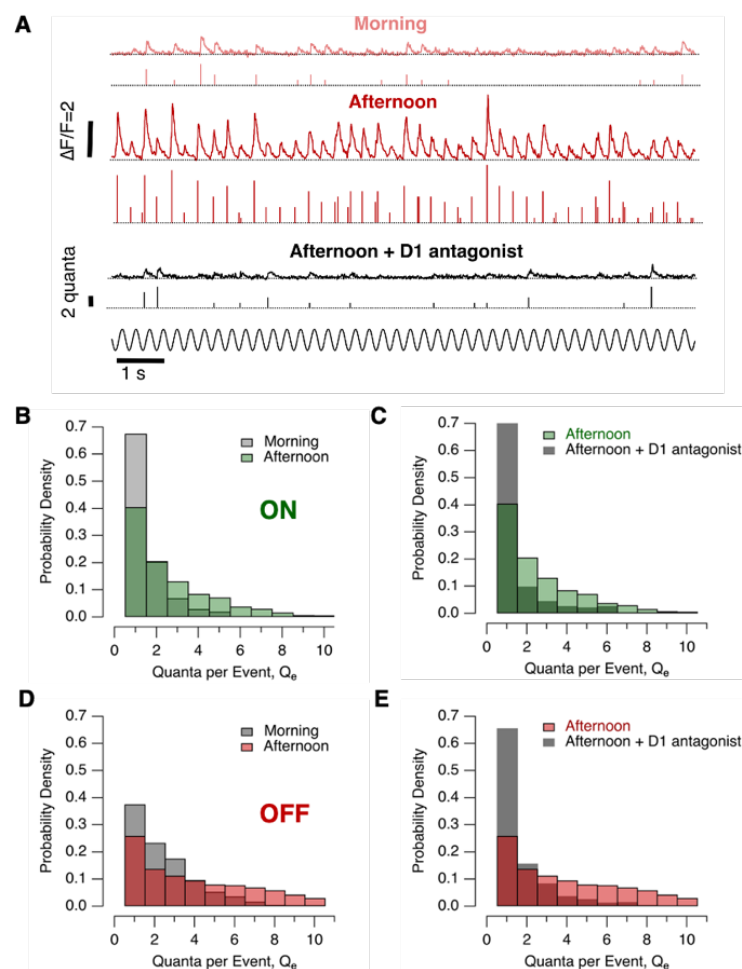 A
Morning
Afternoon
ΔF/F=2
2 quanta
Afternoon + D1 antagonist
1 s
B
0.7
0.6
0.5
0.4
0.3
0.2
0.1
0.0
Probability Density
Morning
Afternoon
ON
0 2 4 6 8 10
Quanta per Event, Qe
C
0.7
0.6
0.5
0.4
0.3
0.2
0.1
0.0
Probability Density
Afternoon
Afternoon + D1 antagonist
0 2 4 6 8 10
Quanta per Event, Qe
D
0.7
0.6
0.5
0.4
0.3
0.2
0.1
0.0
Probability Density
Morning
Afternoon
OFF
0 2 4 6 8 10
Quanta per Event, Qe
E
0.7
0.6
0.5
0.4
0.3
0.2
0.1
0.0
Probability Density
Afternoon
Afternoon + D1 antagonist
0 2 4 6 8 10
Quanta per Event, Qe